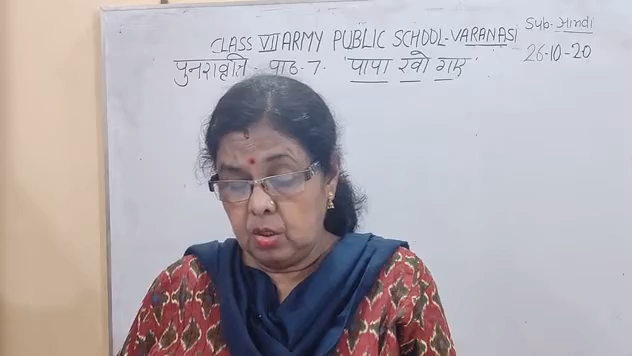 CLASS VII ARMY PUBLIC SCHOOL-VARANASI
Sub-हिन्दी
26-10-20
पुनरावृत्ति पाठ-7- 'पापा खो गए'